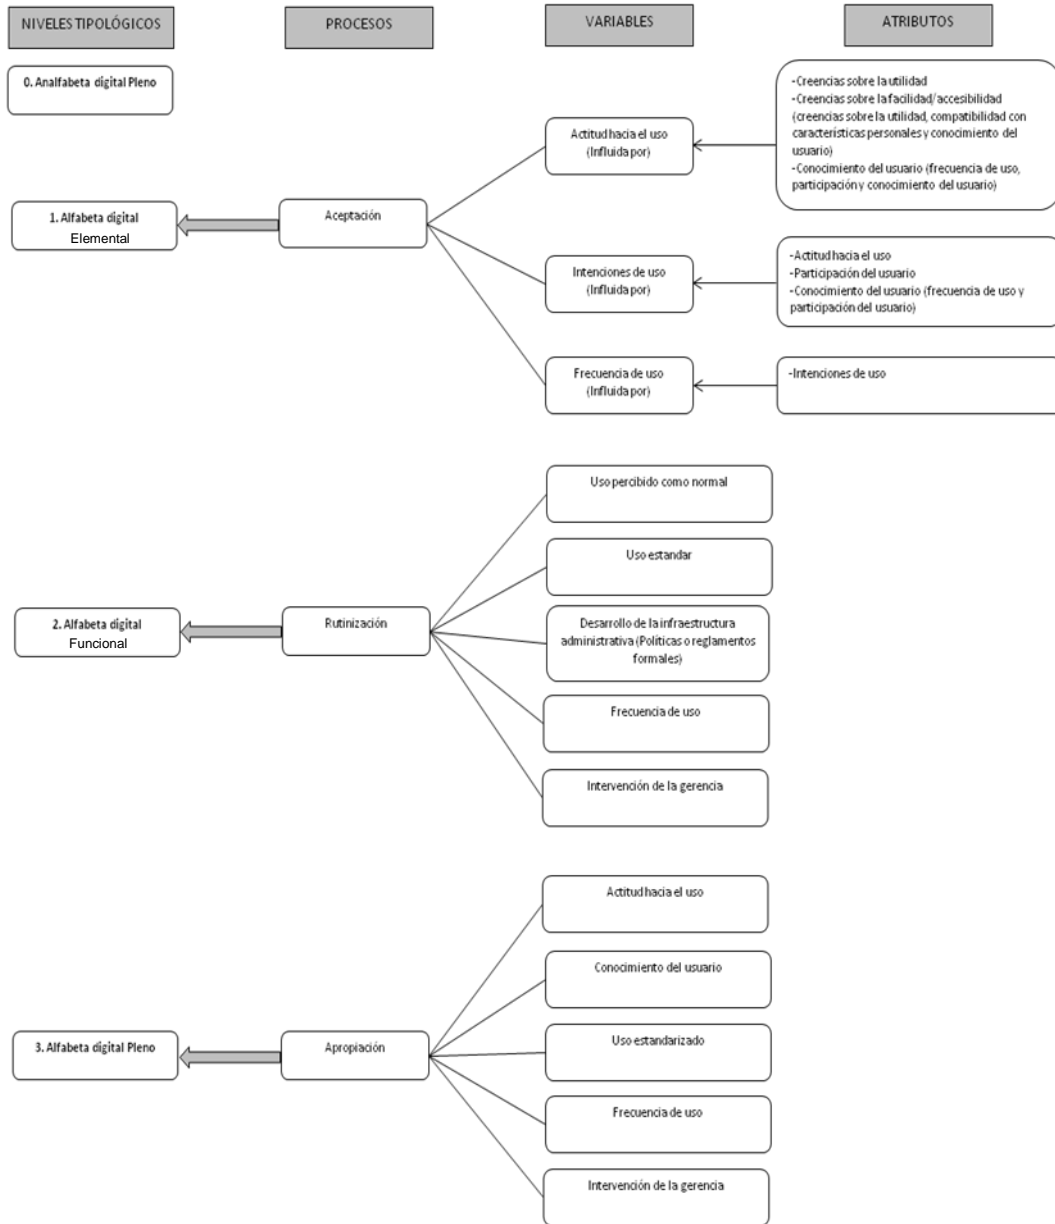 NIVELES TIPOLÓGICOS
PROCESOS
VARIABLES
ATRIBUTOS
0. Analfabeta digital Pleno
1. Alfabeta digital
Elemental
Aceptación
Actitud hacia el uso
(Influida por)
-Creencias sobre la utilidad
-Creencias sobre la facilidad/accesibilidad
(creencias sobre la utilidad, compatibilidad con
características personales y conocimiento del
usuario)
-Conocimiento del usuario (frecuencia de uso,
participación y conocimiento del usuario)
Intenciones de uso
(Influida por)
-Actitud hacia el uso
-Participación del usuario
-Conocimiento del usuario (frecuencia de uso y
participación del usuario)
Frecuencia de uso
(Influida por)
-Intenciones de uso
2. Alfabeta digital
Funcional
Rutinización
Uso percibido como normal
Uso estandar
Desarrollo de la infraestructura
administrativa (Políticas o reglamentos
formales)
Frecuencia de uso
Intervención de la gerencia
3. Alfabeta digital Pleno
Apropiación
Actitud hacia el uso
Conocimiento del usuario
Uso estandarizado
Frecuencia de uso
Intervención de la gerencia